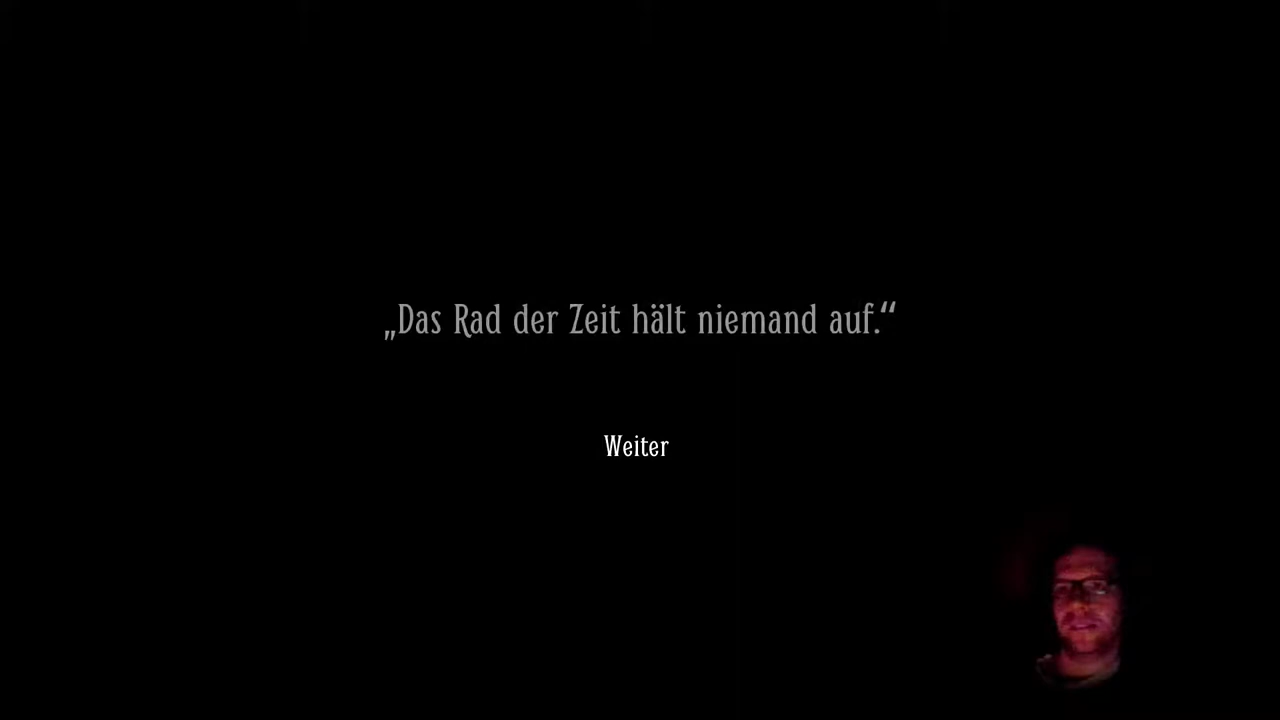 „Das Rad der Zeit hält niemand auf.“
Weiter